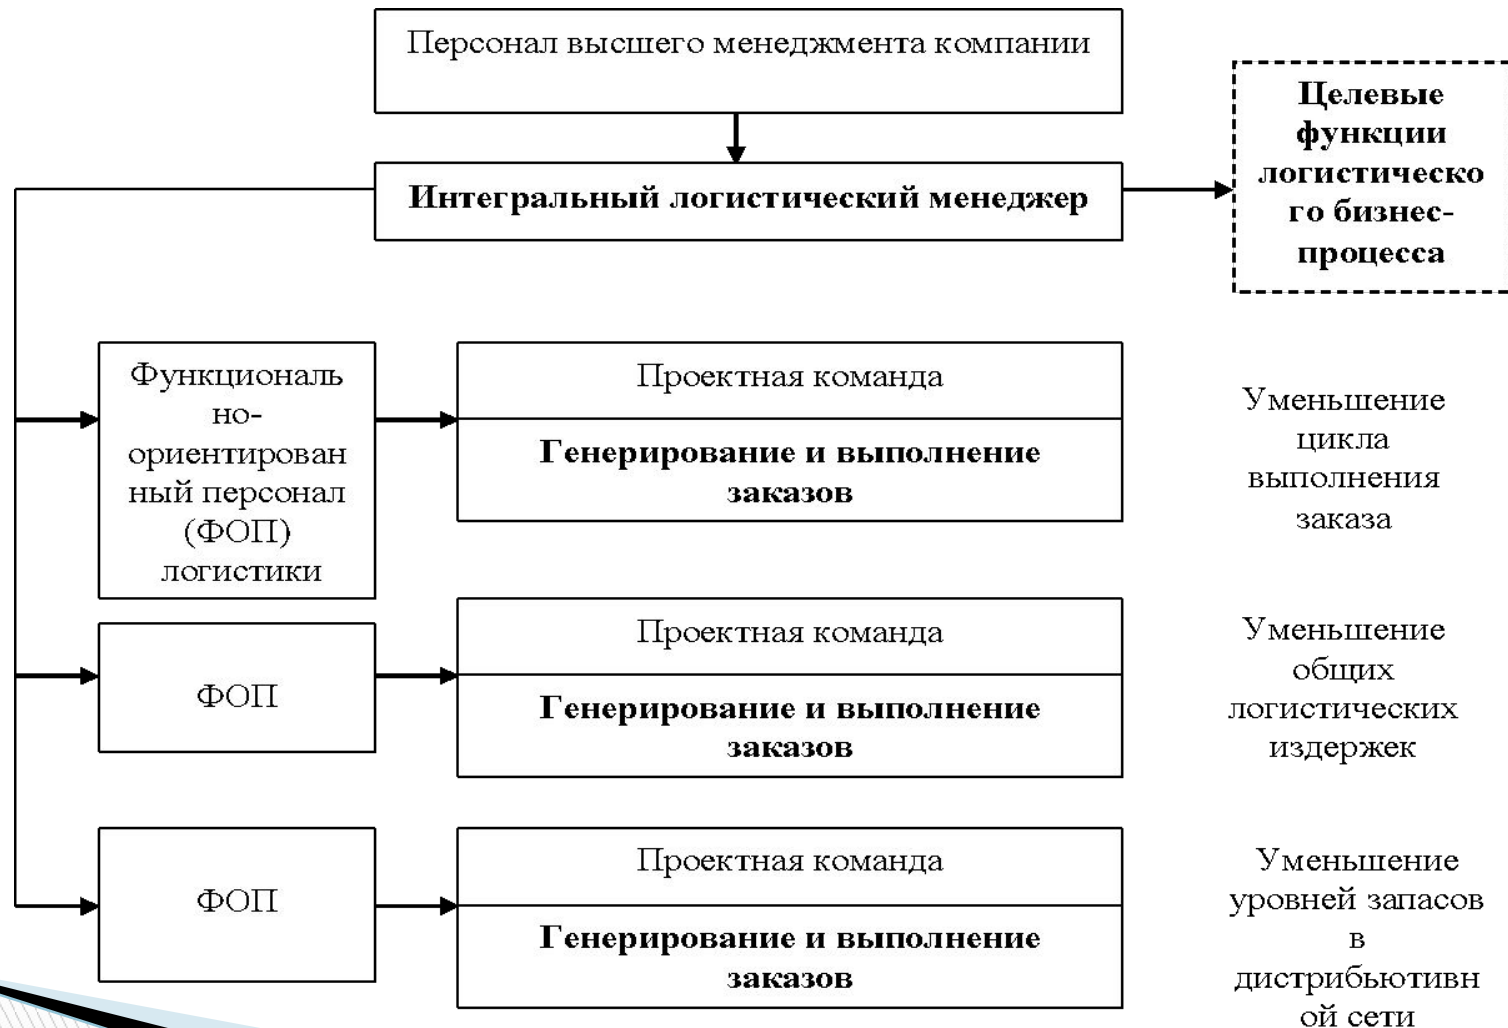 Персонал высшего менеджмента компании
Целевые
функции
логистическо
го бизнес-
процесса
Интегральный логистический менеджер
Функциональ
но-
ориентирован
ный персонал
(ФОП)
логистики
Проектная команда
Генерирование и выполнение
заказов
Уменьшение
цикла
выполнения
заказа
ФОП
Проектная команда
Генерирование и выполнение
заказов
Уменьшение
общих
логистических
издержек
ФОП
Проектная команда
Генерирование и выполнение
заказов
Уменьшение
уровней запасов
в
дистрибьютивн
ой сети